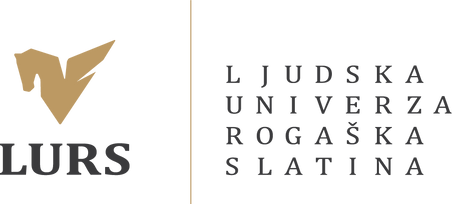 LURS
LJUDSKA
UNIVERZA
ROGAŠKA
SLATINA